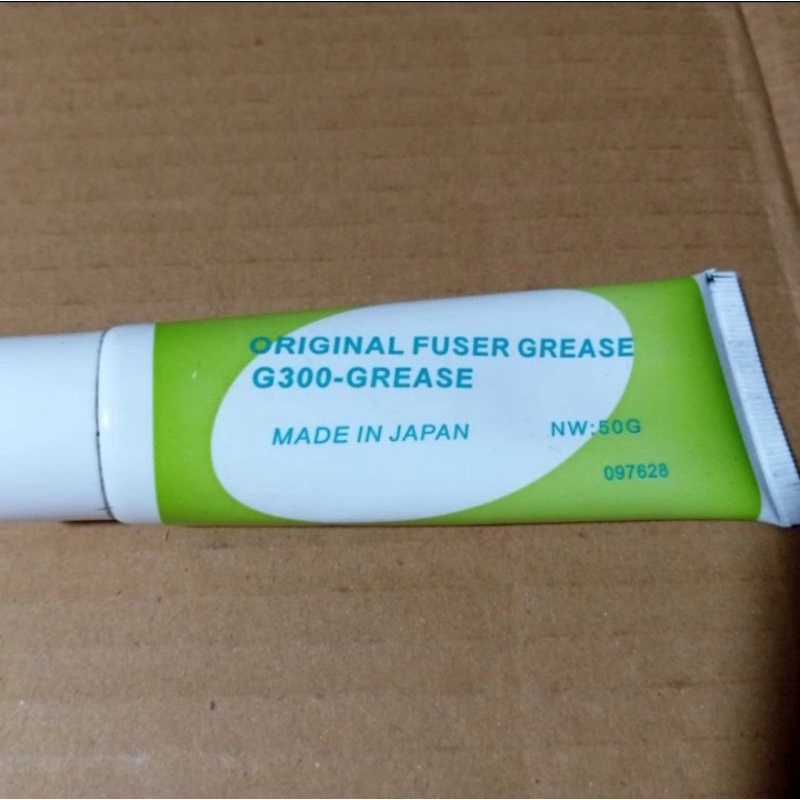 ORIGINAL FUSER GREASE
G300-GREASE
MADE IN JAPAN
NW:50G
097628